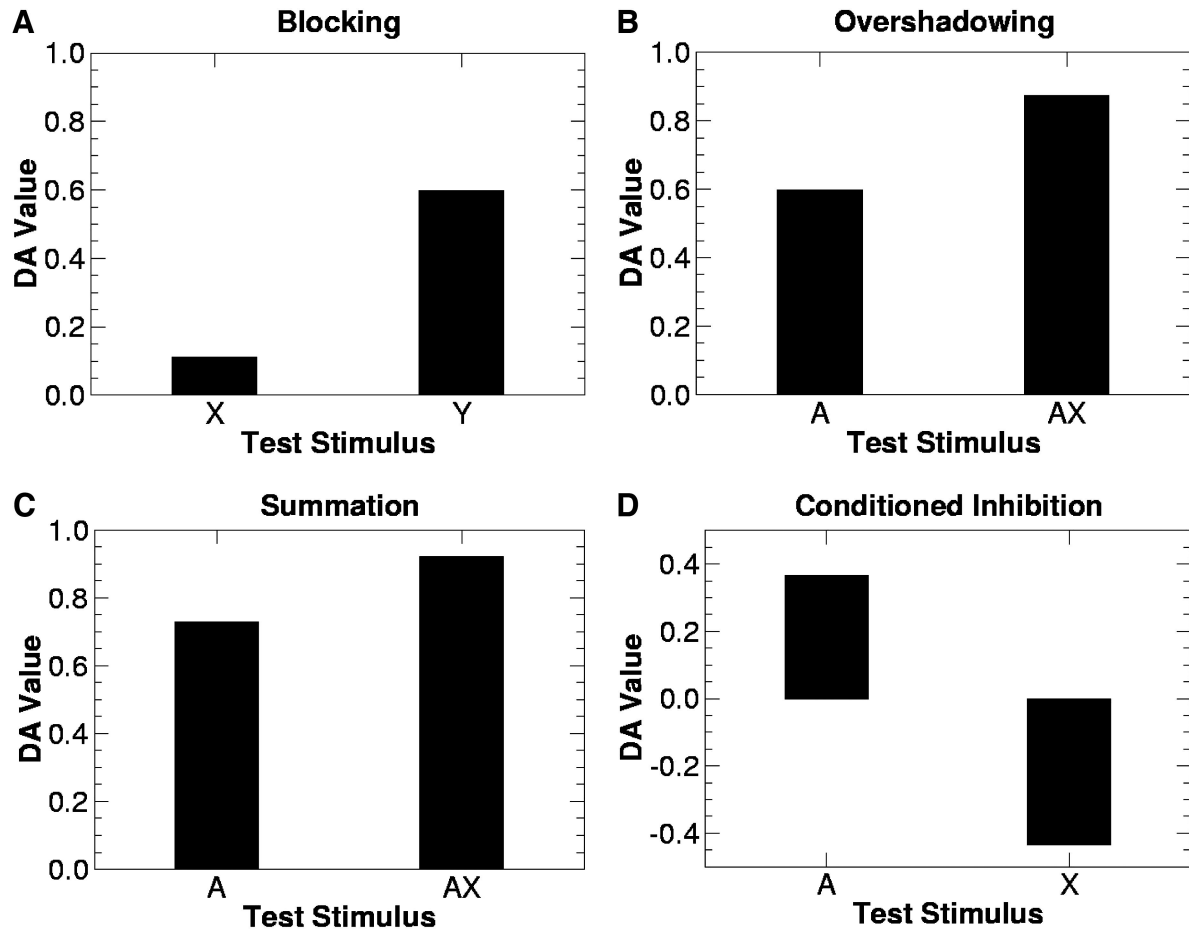 A Blocking
1.0
0.8
0.6
0.4
0.2
0.0
DA Value
X Y
Test Stimulus
B Overshadowing
1.0
0.8
0.6
0.4
0.2
0.0
DA Value
A AX
Test Stimulus
C Summation
1.0
0.8
0.6
0.4
0.2
0.0
DA Value
A AX
Test Stimulus
D Conditioned Inhibition
0.4
0.2
0.0
-0.2
-0.4
DA Value
A X
Test Stimulus